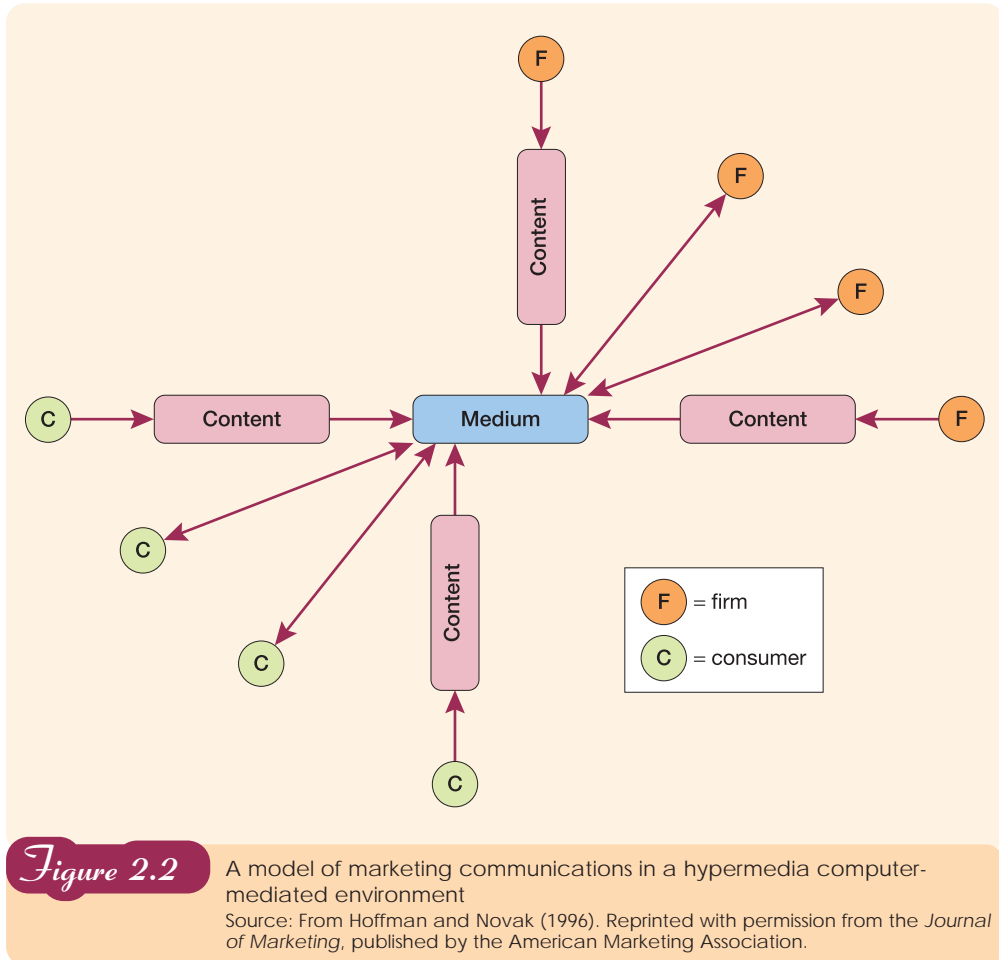 F
Content
F
F
C
Content
Medium
Content
F
C
C
Content
C
F = firm
C = consumer
Figure 2.2
A model of marketing communications in a hypermedia computer-
mediated environment
Source: From Hoffman and Novak (1996). Reprinted with permission from the Journal
of Marketing, published by the American Marketing Association.